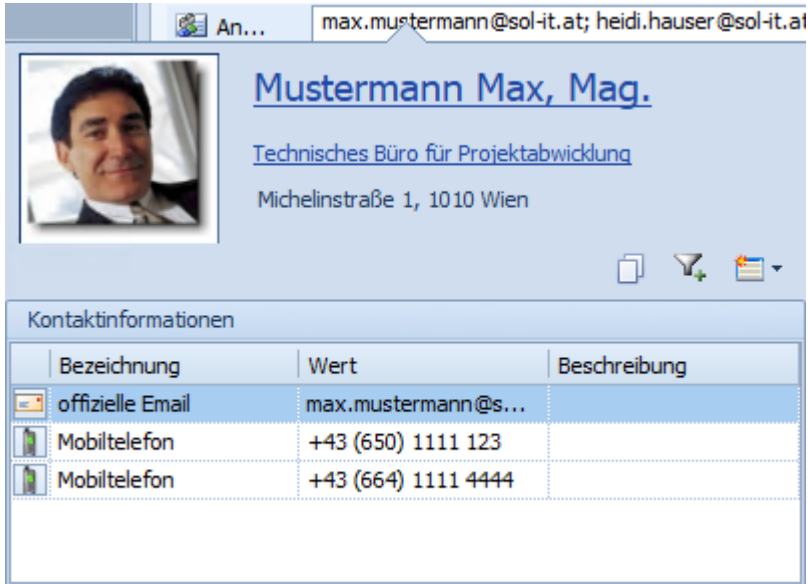 An... max.mustermann@sol-it.at; heidi.hauser@sol-it.at
Mustermann Max, Mag.
Technisches Büro für Projektabwicklung
Michelinstraße 1, 1010 Wien
Kontaktinformationen
Bezeichnung Wert Beschreibung
offizielle Email max.mustermann@s...
Mobiltelefon +43 (650) 1111 123
Mobiltelefon +43 (664) 1111 4444